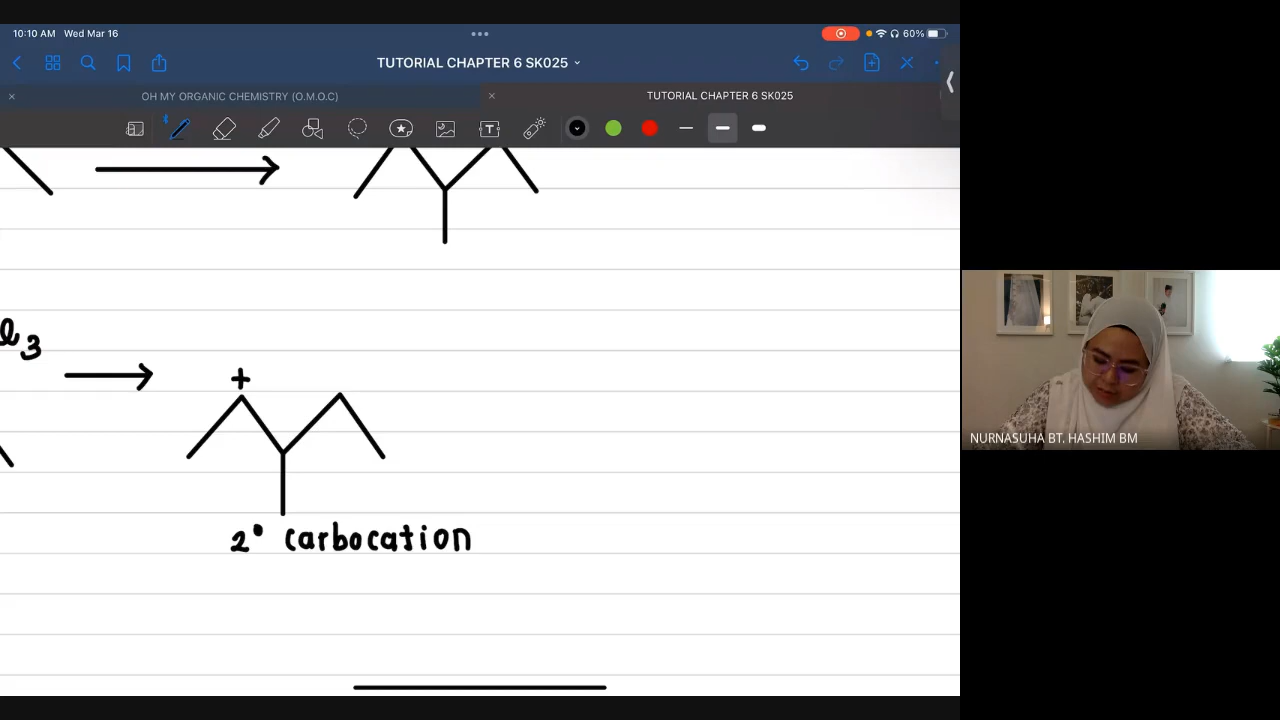 10:10 AM Wed Mar 16
60%
TUTORIAL CHAPTER 6 SK025
OH MY ORGANIC CHEMISTRY (O.M.O.C)
TUTORIAL CHAPTER 6 SK025
l3
+
2° carbocation
NURNASUHA BT. HASHIM BM